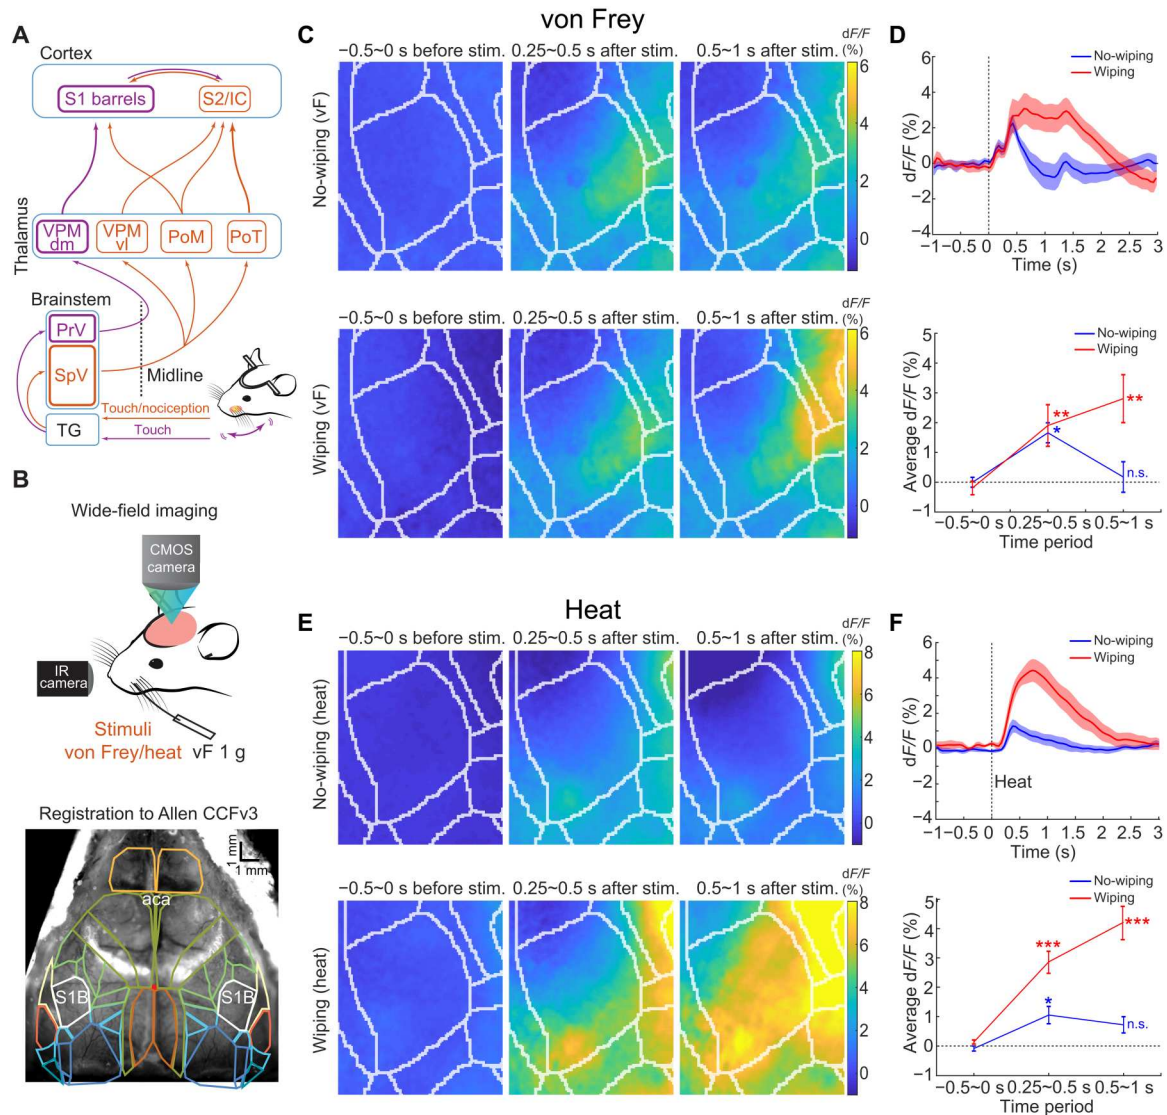 von Frey
A
Cortex
S1 barrels
S2/IC
Thalamus
VPM
dm
VPM
vl
PoM
PoT
Brainstem
PrV
SpV
TG
Midline
Touch/nociception
Touch
B
Wide-field imaging
CMOS
camera
IR
camera
Stimuli
von Frey/heat
vF 1 g
Registration to Allen CCFv3
1 mm
1 mm
aca
S1B
S1B
C
−0.5~0 s before stim.
0.25~0.5 s after stim.
0.5~1 s after stim.
dF/F
(%)
No-wiping (vF)
6
4
2
0
−0.5~0 s before stim.
0.25~0.5 s after stim.
0.5~1 s after stim.
dF/F
(%)
Wiping (vF)
6
4
2
0
D
No-wiping
Wiping
dF/F (%)
6
4
2
0
−2
−4
−1
−0.5
0
0.5
1
1.5
2
2.5
3
Time (s)
No-wiping
Wiping
Average dF/F (%)
5
4
3
2
1
0
−1
**
*
**
n.s.
−0.5~0 s
0.25~0.5 s
0.5~1 s
Time period
Heat
E
−0.5~0 s before stim.
0.25~0.5 s after stim.
0.5~1 s after stim.
dF/F
(%)
No-wiping (heat)
8
6
4
2
0
−0.5~0 s before stim.
0.25~0.5 s after stim.
0.5~1 s after stim.
dF/F
(%)
Wiping (heat)
8
6
4
2
0
F
No-wiping
Wiping
dF/F (%)
6
4
2
0
−2
−4
Heat
−1
−0.5
0
0.5
1
1.5
2
2.5
3
Time (s)
No-wiping
Wiping
Average dF/F (%)
5
4
3
2
1
0
−1
***
*
***
n.s.
−0.5~0 s
0.25~0.5 s
0.5~1 s
Time period